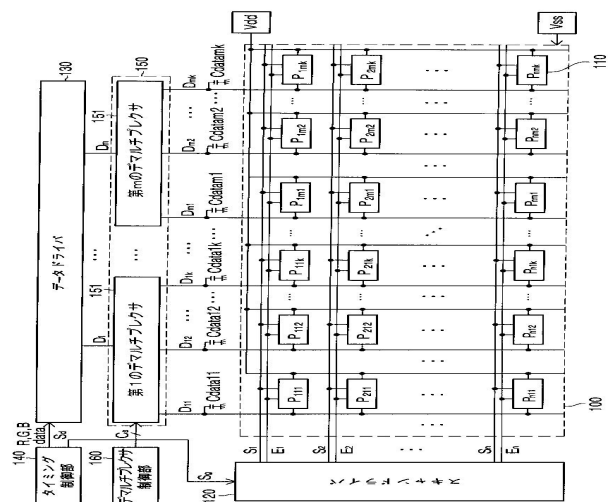 R,G,B
data
Sd
140
タイミング
制御部
データ ドライバ
130
D1
・・・
Dm
151
151
150
160
デマルチプレクサ
制御部
Cs
第1のデマルチプレクサ
・・・
第mのデマルチプレクサ
D11
D12
・・・
D1k
Dm1
Dm2
・・・
Dmk
Cdata11
Cdata12
Cdata1k
Cdatam1
Cdatam2
Cdatamk
Vdd
Vss
Sg
120
スキャンドライバ
S1
E1
S2
E2
Sn
En
P111
P112
P11k
P1m1
P1m2
P1mk
P211
P212
P21k
P2m1
P2m2
P2mk
Pn11
Pn12
Pn1k
Pnm1
Pnm2
Pnmk
100
110